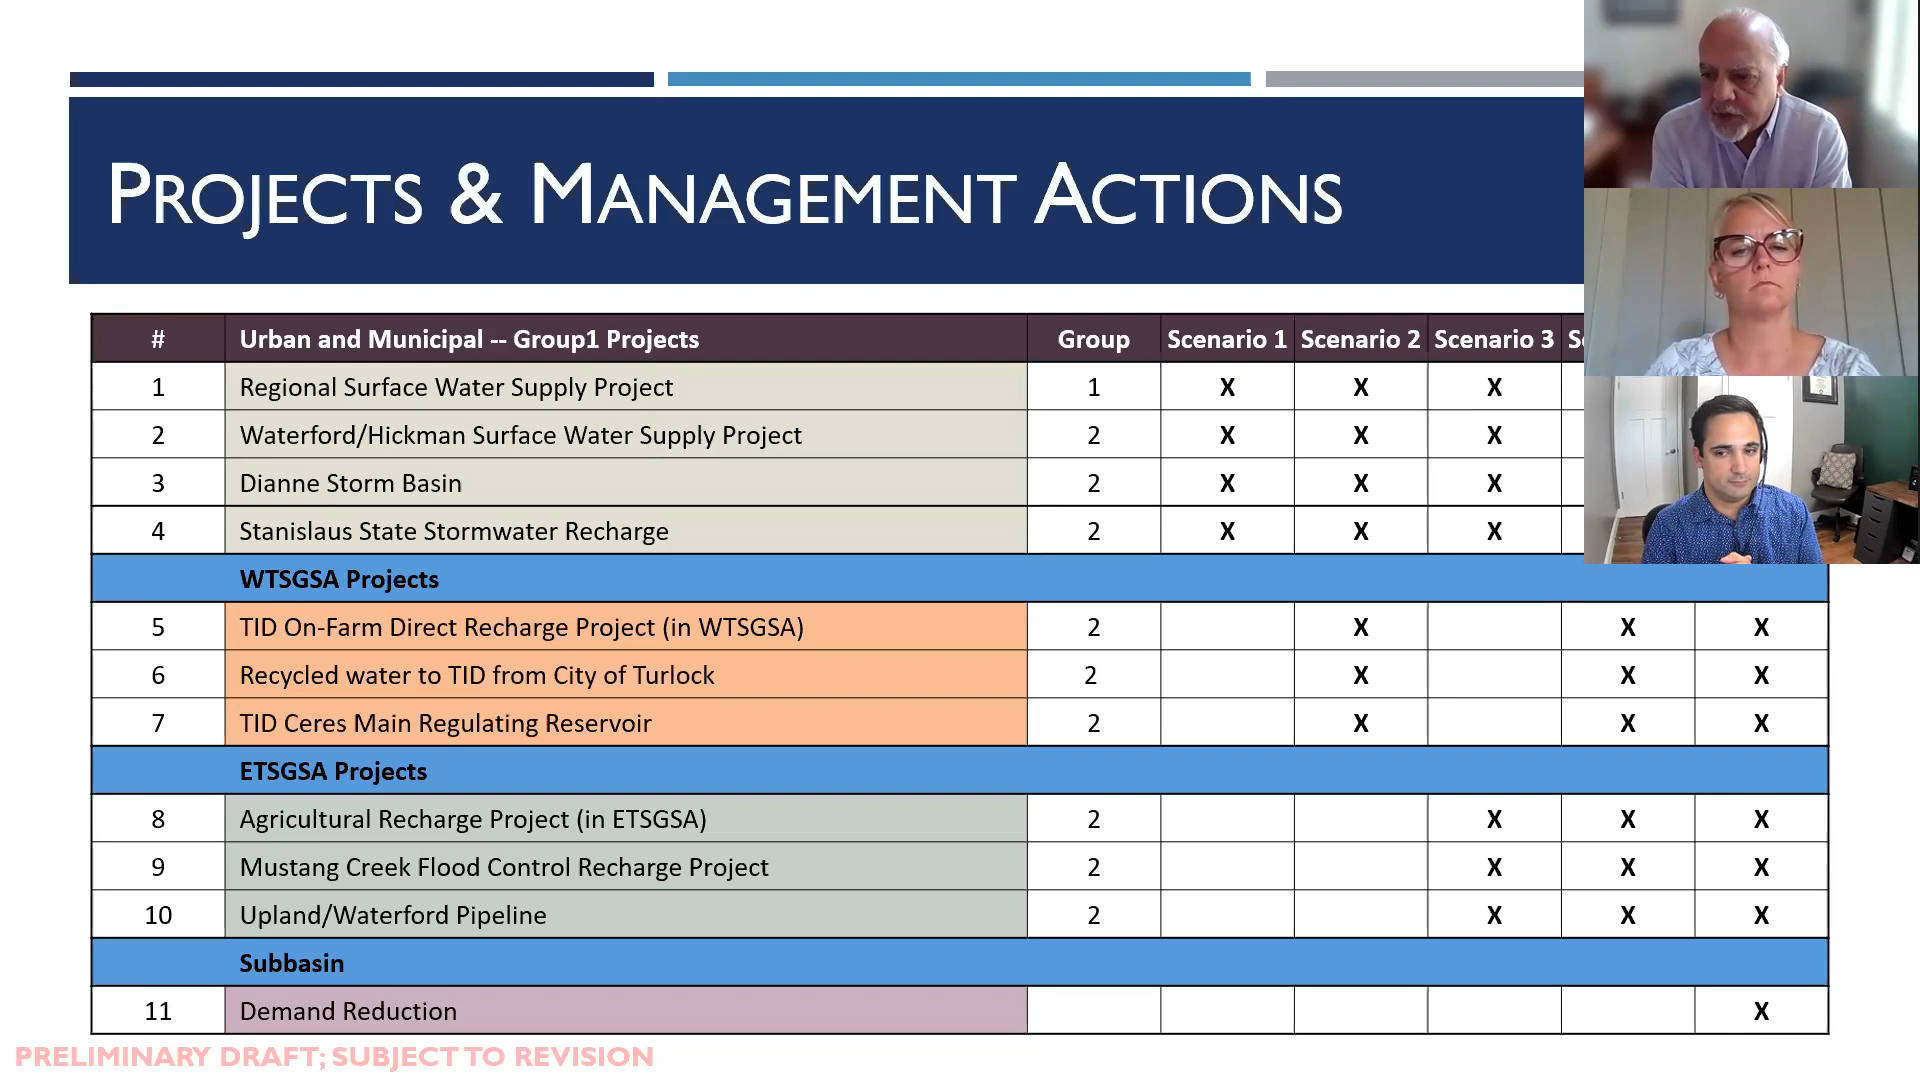 PROJECTS & MANAGEMENT ACTIONS
# Urban and Municipal -- Group1 Projects Group Scenario 1 Scenario 2 Scenario 3
1 Regional Surface Water Supply Project 1 X X X
2 Waterford/Hickman Surface Water Supply Project 2 X X X
3 Dianne Storm Basin 2 X X X
4 Stanislaus State Stormwater Recharge 2 X X X
WTSGSA Projects
5 TID On-Farm Direct Recharge Project (in WTSGSA) 2 X X X
6 Recycled water to TID from City of Turlock 2 X X X
7 TID Ceres Main Regulating Reservoir 2 X X X
ETSGSA Projects
8 Agricultural Recharge Project (in ETSGSA) 2 X X X
9 Mustang Creek Flood Control Recharge Project 2 X X X
10 Upland/Waterford Pipeline 2 X X X
Subbasin
11 Demand Reduction X
PRELIMINARY DRAFT; SUBJECT TO REVISION